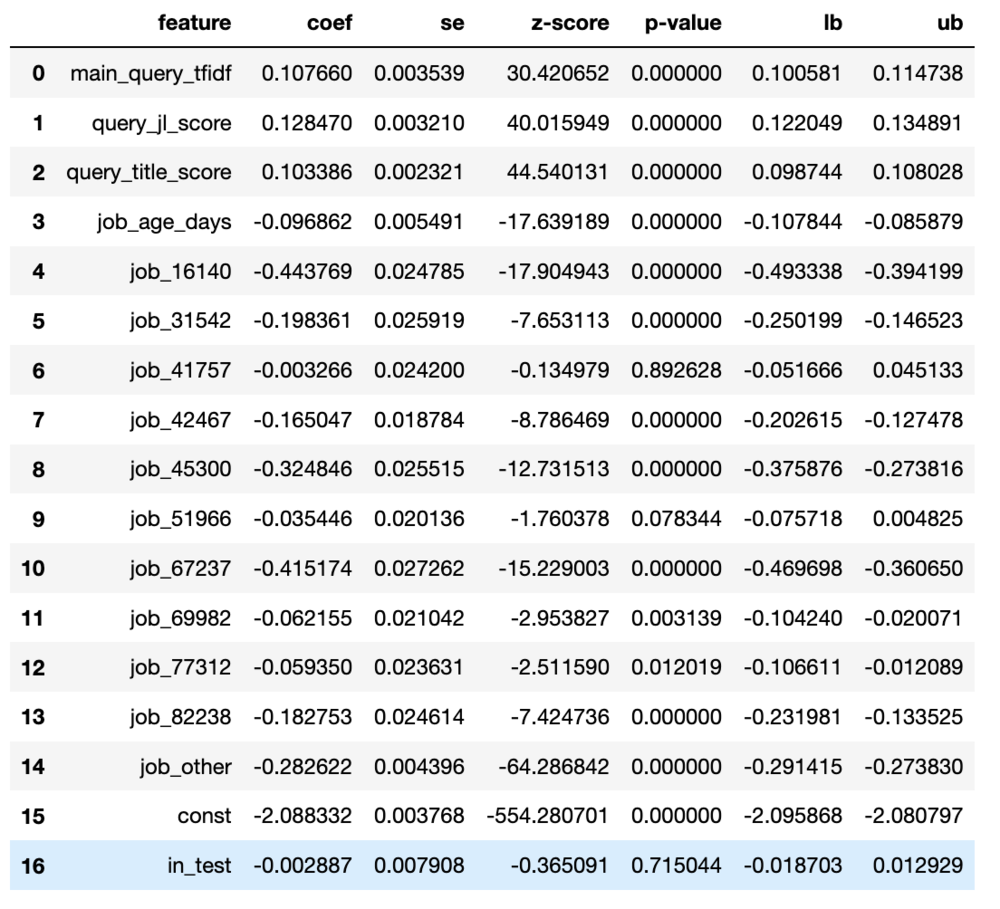 feature coef se z-score p-value lb ub
0 main_query_tfidf 0.107660 0.003539 30.420652 0.000000 0.100581 0.114738
1 query_jl_score 0.128470 0.003210 40.015949 0.000000 0.122049 0.134891
2 query_title_score 0.103386 0.002321 44.540131 0.000000 0.098744 0.108028
3 job_age_days -0.096862 0.005491 -17.639189 0.000000 -0.107844 -0.085879
4 job_16140 -0.443769 0.024785 -17.904943 0.000000 -0.493338 -0.394199
5 job_31542 -0.198361 0.025919 -7.653113 0.000000 -0.250199 -0.146523
6 job_41757 -0.003266 0.024200 -0.134979 0.892628 -0.051666 0.045133
7 job_42467 -0.165047 0.018784 -8.786469 0.000000 -0.202615 -0.127478
8 job_45300 -0.324846 0.025515 -12.731513 0.000000 -0.375876 -0.273816
9 job_51966 -0.035446 0.020136 -1.760378 0.078344 -0.075718 0.004825
10 job_67237 -0.415174 0.027262 -15.229003 0.000000 -0.469698 -0.360650
11 job_69982 -0.062155 0.021042 -2.953827 0.003139 -0.104240 -0.020071
12 job_77312 -0.059350 0.023631 -2.511590 0.012019 -0.106611 -0.012089
13 job_82238 -0.182753 0.024614 -7.424736 0.000000 -0.231981 -0.133525
14 job_other -0.282622 0.004396 -64.286842 0.000000 -0.291415 -0.273830
15 const -2.088332 0.003768 -554.280701 0.000000 -2.095868 -2.080797
16 in_test -0.002887 0.007908 -0.365091 0.715044 -0.018703 0.012929